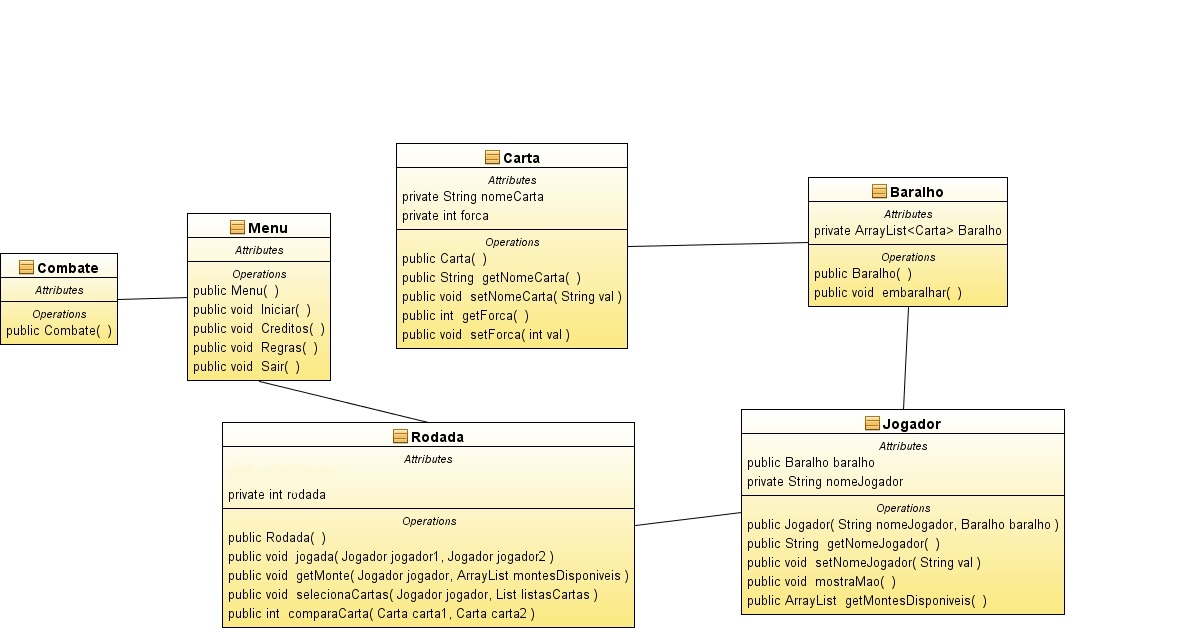 Combate
Attributes
Operations
public Combate( )
Menu
Attributes
Operations
public Menu( )
public void Iniciar( )
public void Creditos( )
public void Regras( )
public void Sair( )
Carta
Attributes
private String nomeCarta
private int forca
Operations
public Carta( )
public String getNomeCarta( )
public void setNomeCarta( String val )
public int getForca( )
public void setForca( int val )
Baralho
Attributes
private ArrayList<Carta> Baralho
Operations
public Baralho( )
public void embaralhar( )
Rodada
Attributes
private int rodada
Operations
public Rodada( )
public void jogada( Jogador jogador1, Jogador jogador2 )
public void getMonte( Jogador jogador, ArrayList montesDisponiveis )
public void selecionaCartas( Jogador jogador, List listasCartas )
public int comparaCarta( Carta carta1, Carta carta2 )
Jogador
Attributes
public Baralho baralho
private String nomeJogador
Operations
public Jogador( String nomeJogador, Baralho baralho )
public String getNomeJogador( )
public void setNomeJogador( String val )
public void mostraMao( )
public ArrayList getMontesDisponiveis( )